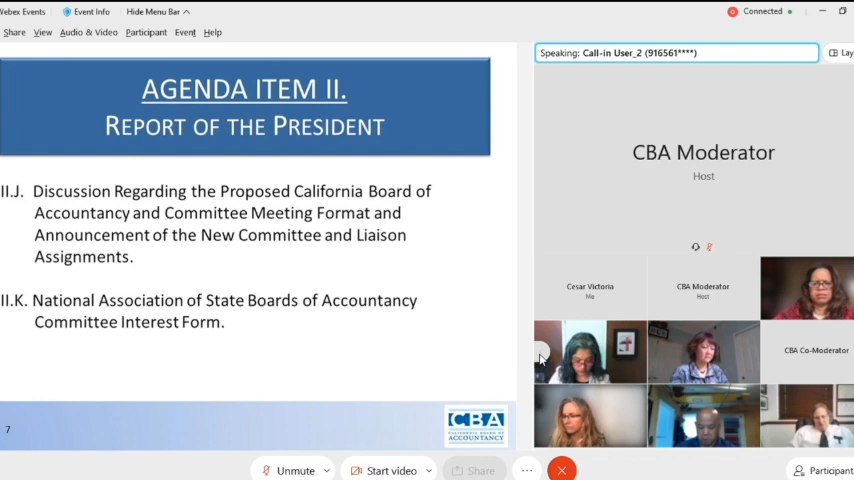 Webex Events
Event Info
Hide Menu Bar
Connected
Share View Audio & Video Participant Event Help
Speaking: Call-in User_2 (916561****)
Lay
AGENDA ITEM II.
REPORT OF THE PRESIDENT
II.J. Discussion Regarding the Proposed California Board of
Accountancy and Committee Meeting Format and
Announcement of the New Committee and Liaison
Assignments.
II.K. National Association of State Boards of Accountancy
Committee Interest Form.
7
CBA
CALIFORNIA BOARD OF
ACCOUNTANCY
CBA Moderator
Host
Cesar Victoria
Me
CBA Moderator
Host
CBA Co-Moderator
Unmute
Start video
Share
Participant